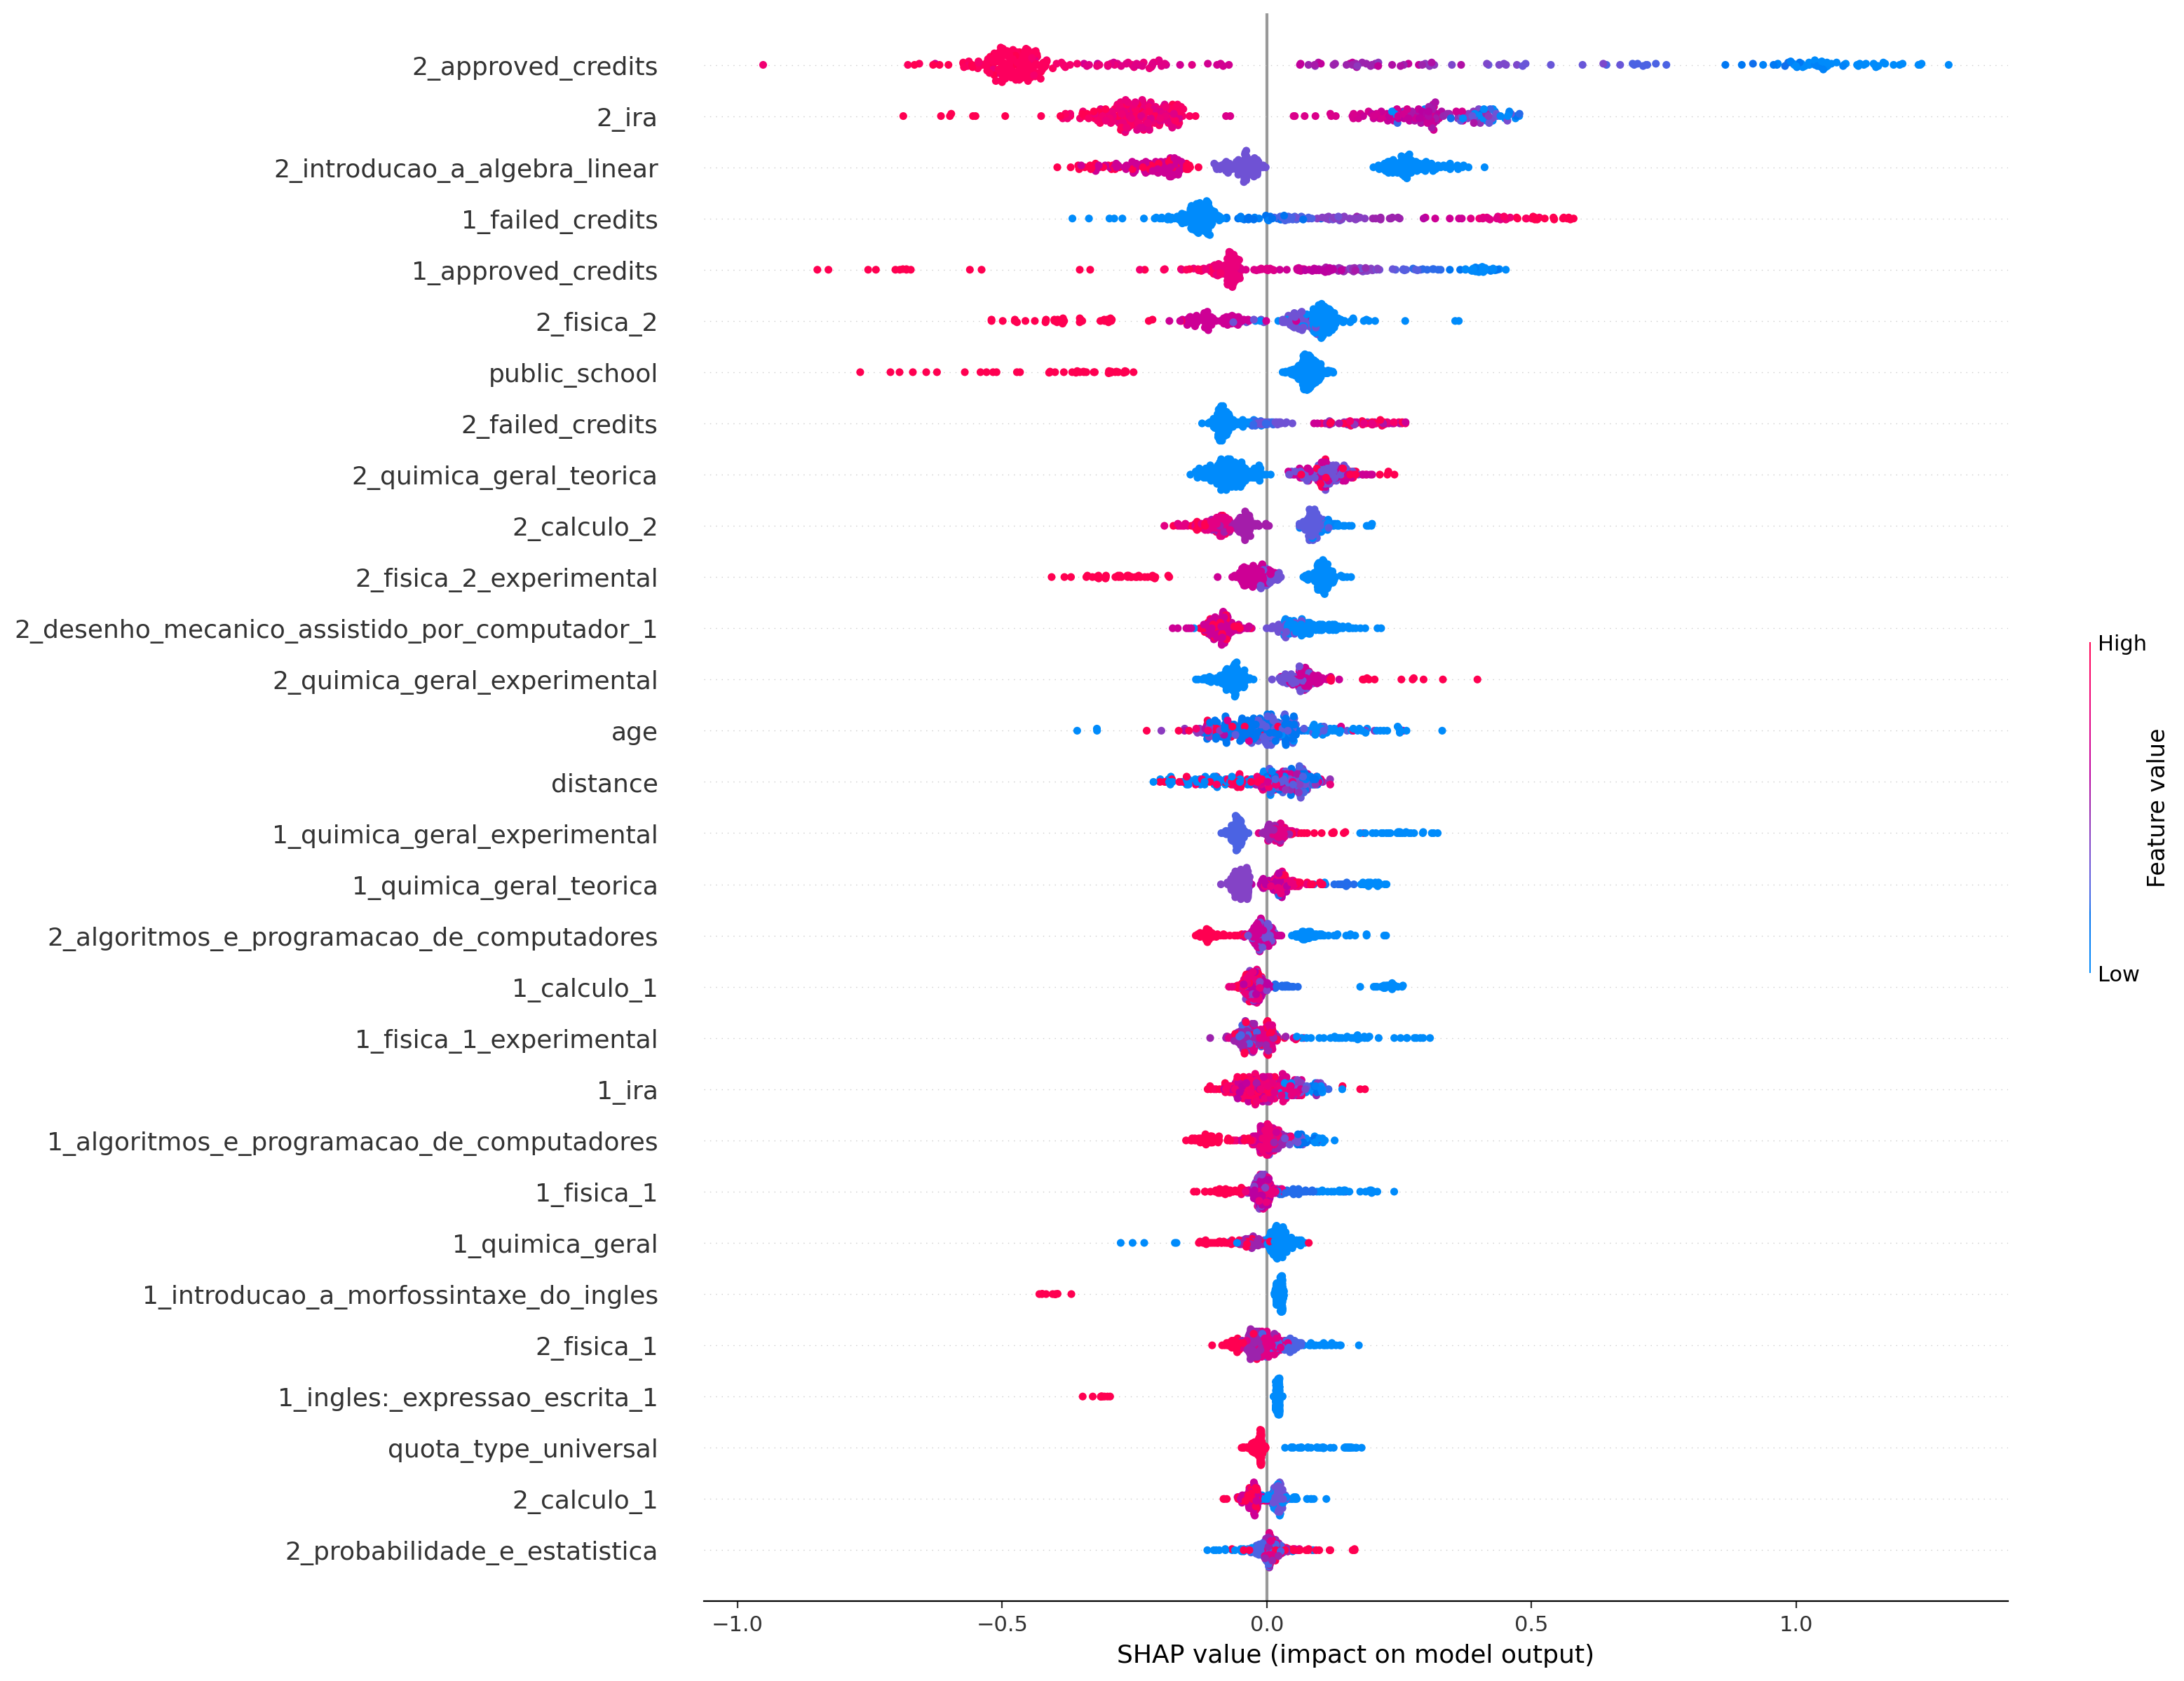 2_approved_credits
2_ira
2_introducao_a_algebra_linear
1_failed_credits
1_approved_credits
2_fisica_2
public_school
2_failed_credits
2_quimica_geral_teorica
2_calculo_2
2_fisica_2_experimental
2_desenho_mecanico_assistido_por_computador_1
2_quimica_geral_experimental
age
distance
1_quimica_geral_experimental
1_quimica_geral_teorica
2_algoritmos_e_programacao_de_computadores
1_calculo_1
1_fisica_1_experimental
1_ira
1_algoritmos_e_programacao_de_computadores
1_fisica_1
1_quimica_geral
1_introducao_a_morfossintaxe_do_ingles
2_fisica_1
1_ingles:_expressao_escrita_1
quota_type_universal
2_calculo_1
2_probabilidade_e_estatistica
−1.0 −0.5 0.0 0.5 1.0
SHAP value (impact on model output)
High
Feature value
Low